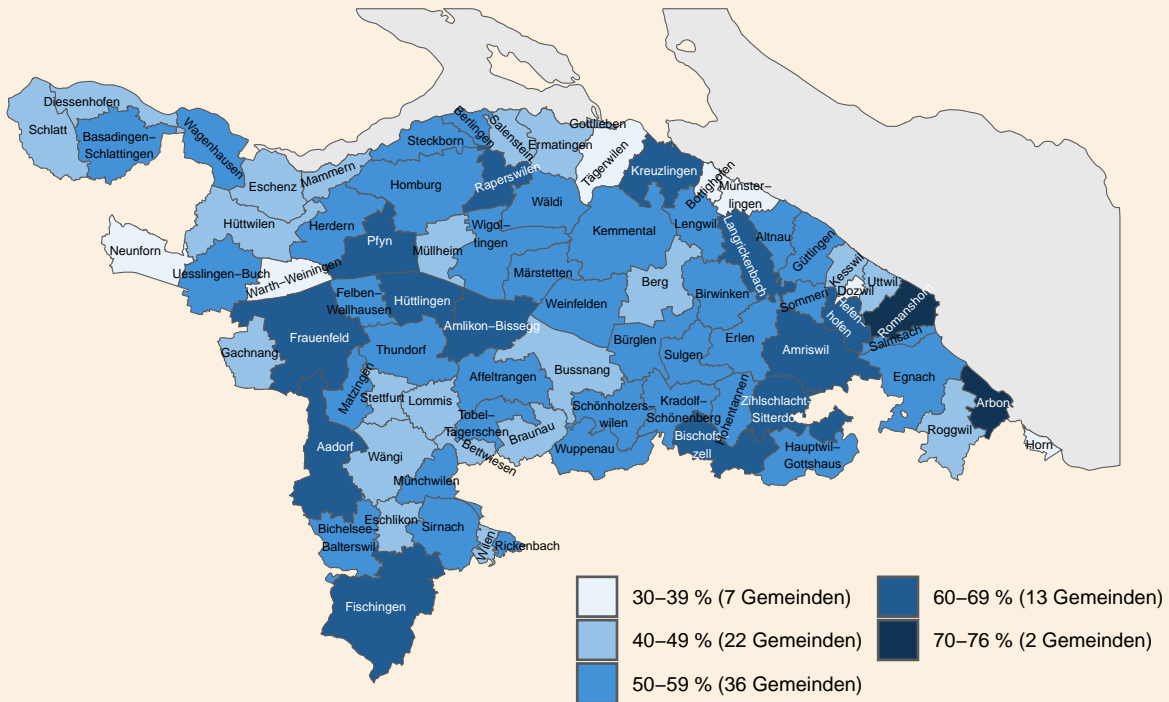 Diessenhofen
Schlatt
Basadingen–
Schlattingen
Wagenhausen
Eschenz
Mammern
Steckborn
Berlingen
Salenstein
Ermatingen
Gottlieben
Tägerwilen
Kreuzlingen
Bottighofen
Münster–
lingen
Homburg
Raperswilen
Wäldi
Hüttwilen
Herdern
Neunforn
Uesslingen–Buch
Warth–Weiningen
Pfyn
Müllheim
Wigol–
tingen
Kemmental
Lengwil
Langrickenbach
Altnau
Güttingen
Kesswil
Uttwil
Dozwil
Sommeri
Hefen–
hofen
Romanshorn
Salmsach
Felben–
Wellhausen
Hüttlingen
Märstetten
Berg
Birwinken
Weinfelden
Amlikon–Bissegg
Frauenfeld
Gachnang
Thundorf
Bürglen
Sulgen
Erlen
Amriswil
Egnach
Arbon
Roggwil
Horn
Matzingen
Stettfurt
Lommis
Affeltrangen
Bussnang
Tobel–
Tägerschen
Braunau
Bettwiesen
Schönholzers–
wilen
Wuppenau
Kradolf–
Schönenberg
Bischofs–
zell
Hohentannen
Zihlschlacht–
Sitterdorf
Hauptwil–
Gottshaus
Aadorf
Wängi
Münchwilen
Eschlikon
Bichelsee–
Balterswil
Sirnach
Wilen
Rickenbach
Fischingen
30–39 % (7 Gemeinden)
40–49 % (22 Gemeinden)
50–59 % (36 Gemeinden)
60–69 % (13 Gemeinden)
70–76 % (2 Gemeinden)